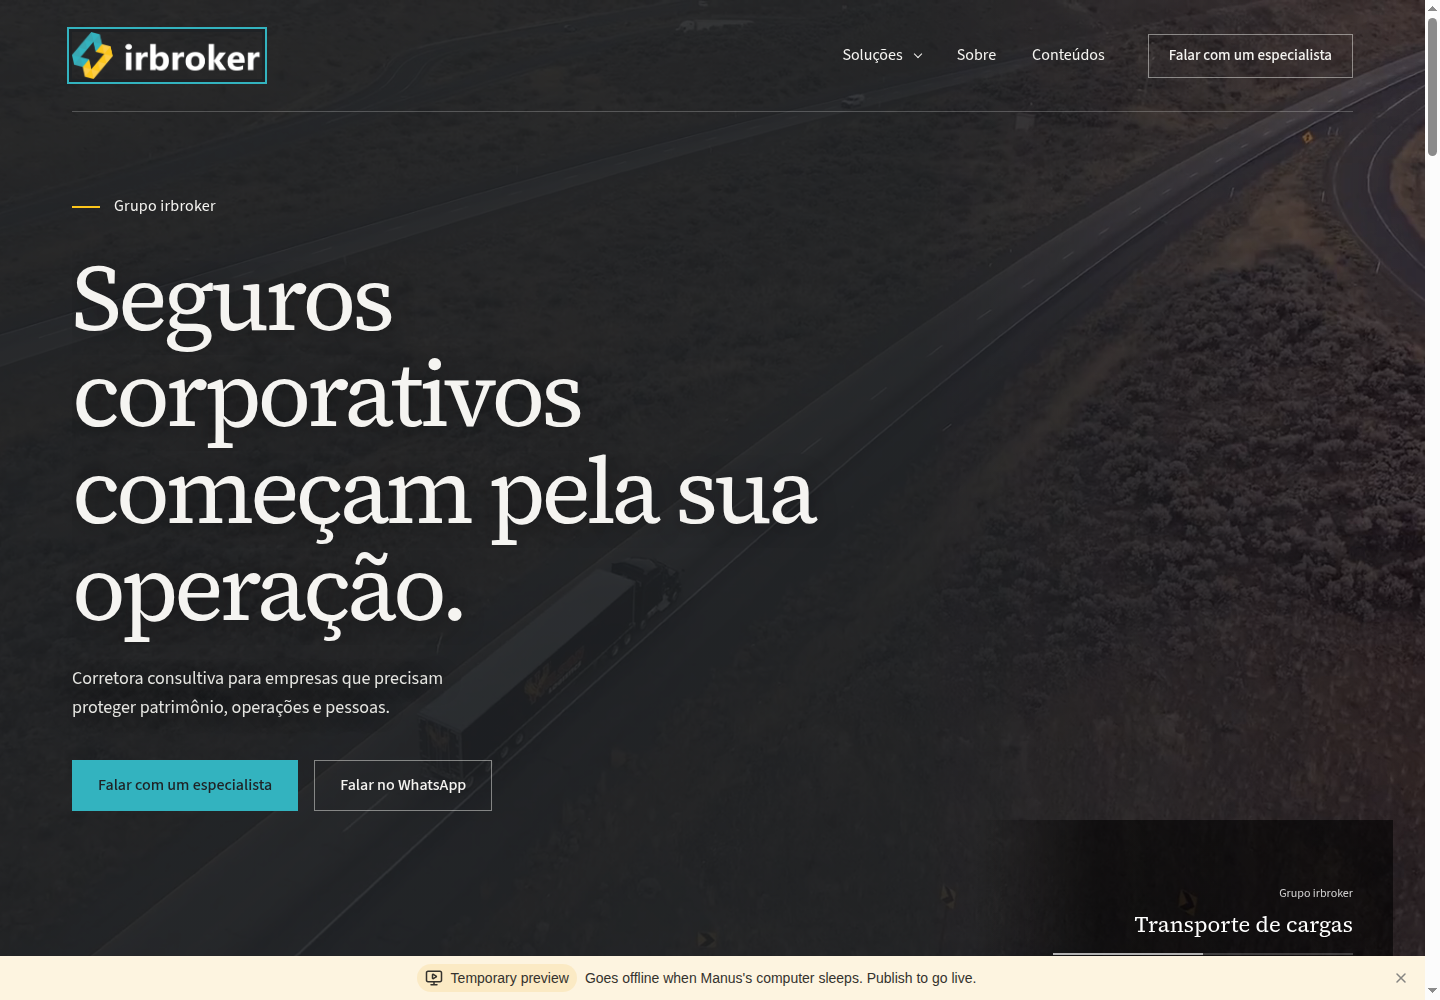 irbroker
Soluções
Sobre
Conteúdos
Falar com um especialista
Grupo irbroker
Seguros
corporativos
começam pela sua
operação.
Corretora consultiva para empresas que precisam
proteger patrimônio, operações e pessoas.
Falar com um especialista
Falar no WhatsApp
Grupo irbroker
Transporte de cargas
Temporary preview
Goes offline when Manus's computer sleeps. Publish to go live.